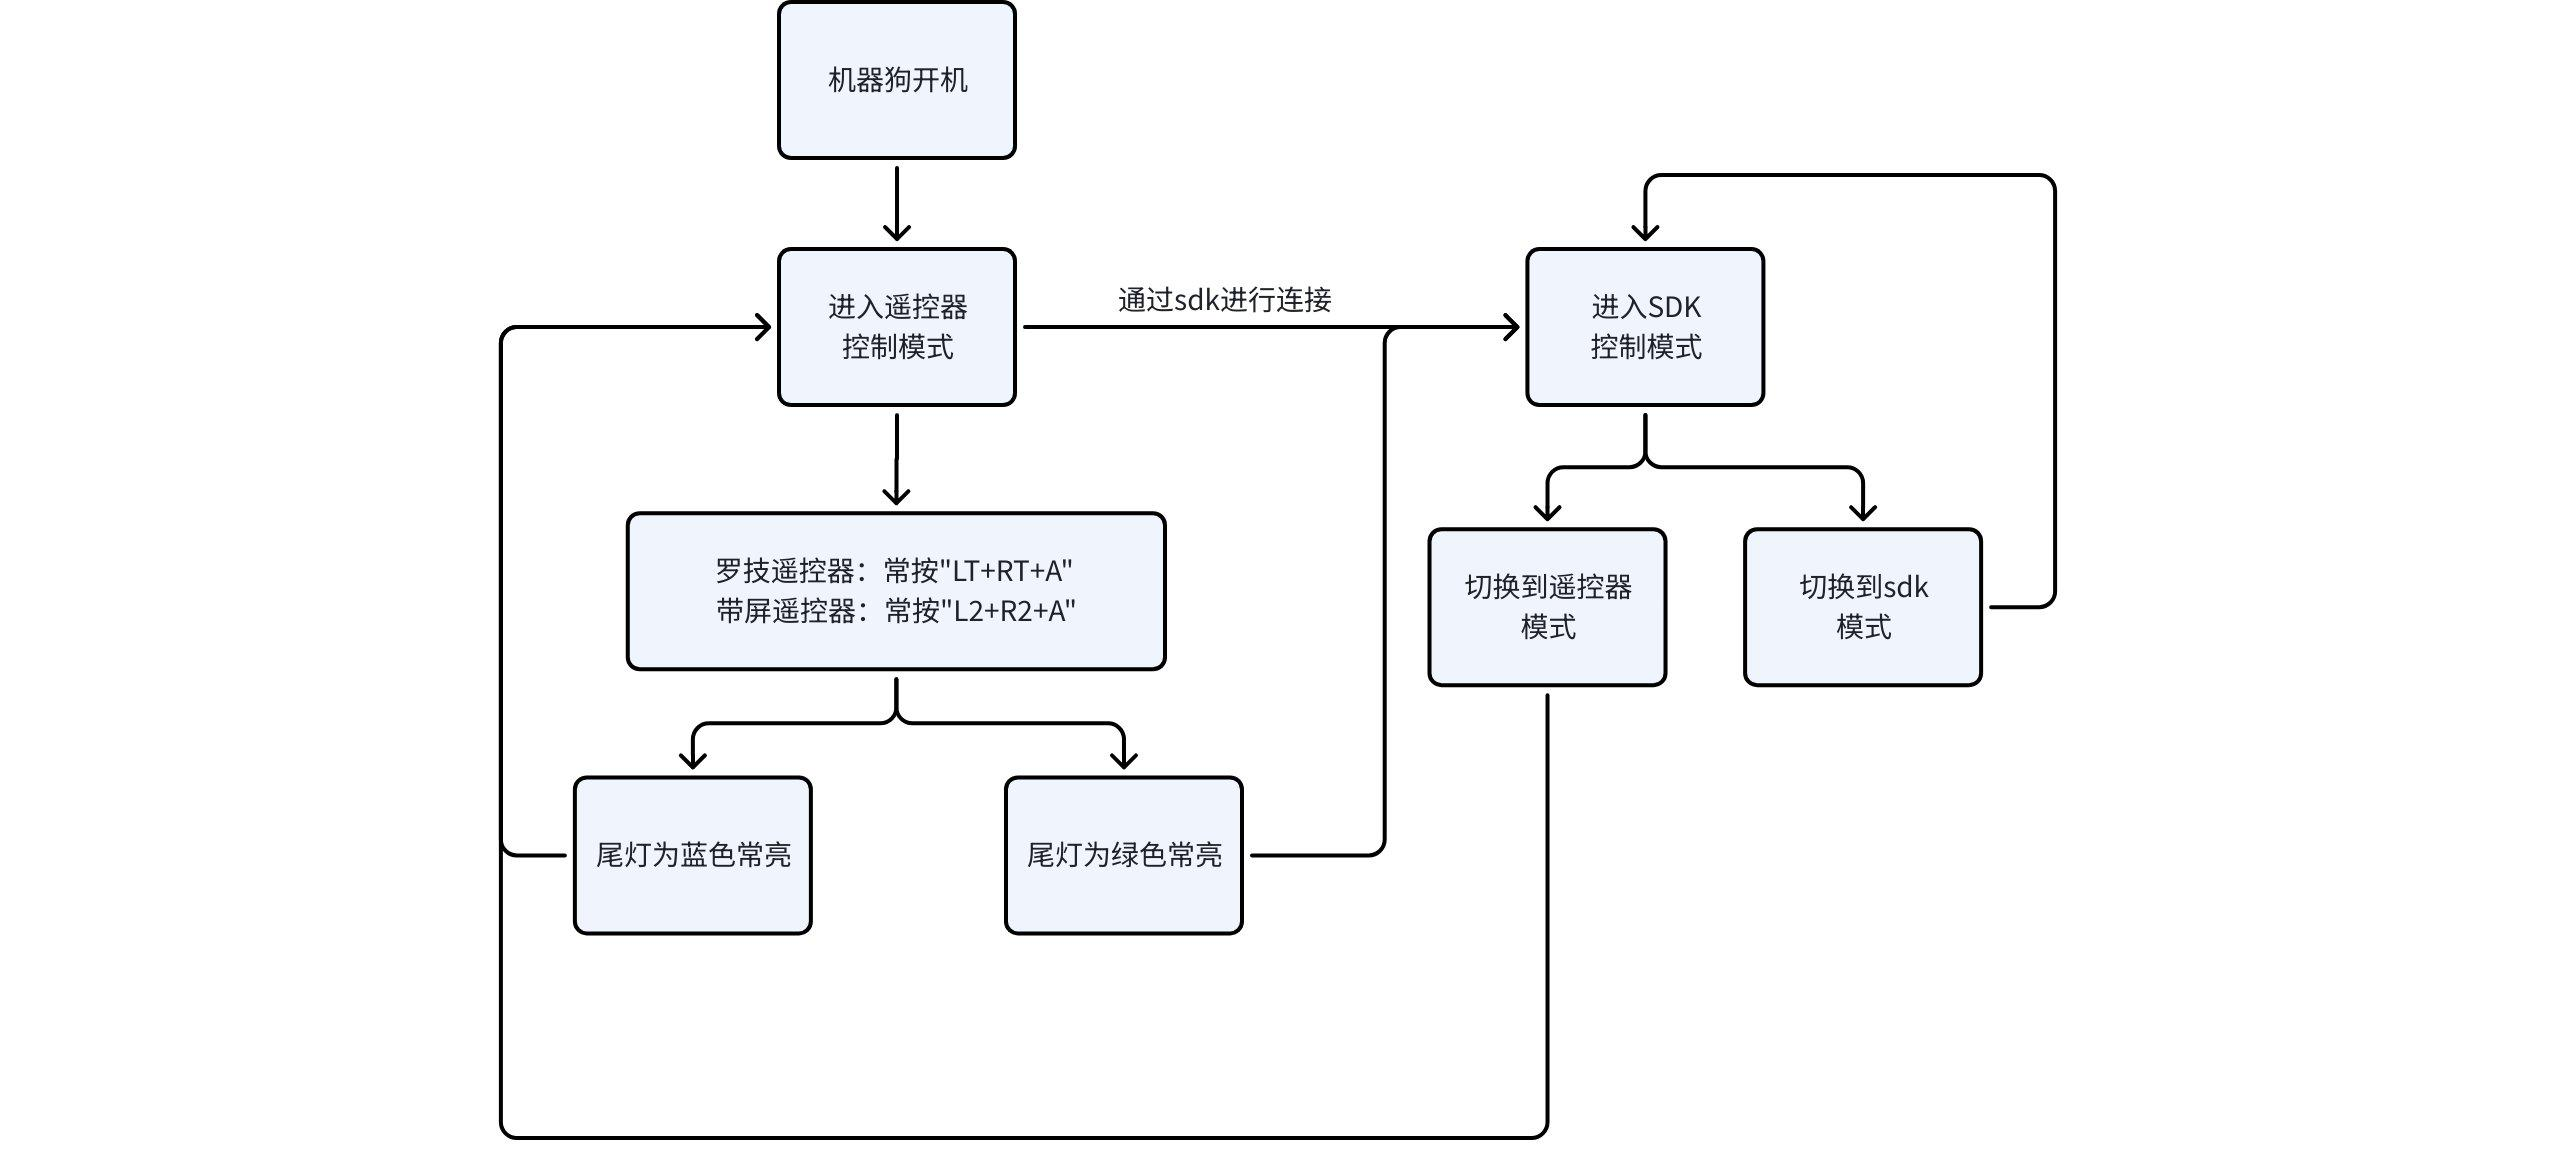 机器狗开机
进入遥控器
控制模式
通过sdk进行连接
进入SDK
控制模式
罗技遥控器：常按"LT+RT+A"
带屏遥控器：常按"L2+R2+A"
切换到遥控器
模式
切换到sdk
模式
尾灯为蓝色常亮
尾灯为绿色常亮